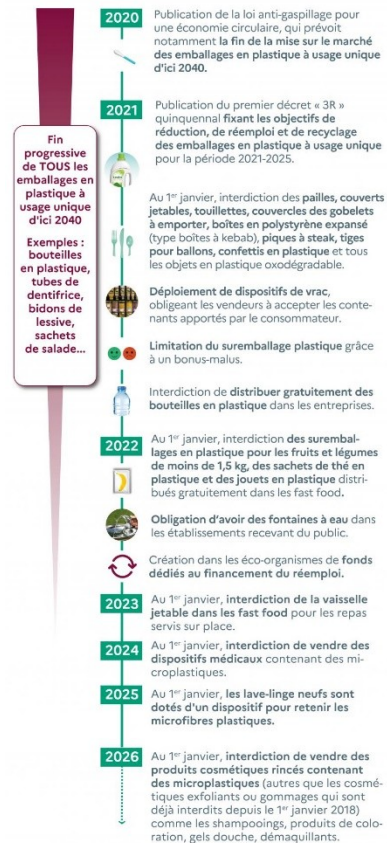 2020
Publication de la loi anti-gaspillage pour
une économie circulaire, qui prévoit
notamment la fin de la mise sur le marché
des emballages en plastique à usage unique
d'ici 2040.
2021
Publication du premier décret « 3R »
quinquennal fixant les objectifs de
réduction, de réemploi et de recyclage
des emballages en plastique à usage unique
pour la période 2021-2025.
Fin
progressive
de TOUS les
emballages en
plastique à
usage unique
d'ici 2040
Exemples :
bouteilles
en plastique,
tubes de
dentifrice,
bidons de
lessive,
sachets
de salade...
Au 1er janvier, interdiction des pailles, couverts
jetables, touillettes, couvercles des gobelets
à emporter, boîtes en polystyrène expansé
(type boîtes à kebab), piques à steak, tiges
pour ballons, confettis en plastique et tous
les objets en plastique oxodégradable.
Déploiement de dispositifs de vrac,
obligeant les vendeurs à accepter les conte-
nants apportés par le consommateur.
Limitation du suremballage plastique grâce
à un bonus-malus.
Interdiction de distribuer gratuitement des
bouteilles en plastique dans les entreprises.
2022
Au 1er janvier, interdiction des surembal-
lages en plastique pour les fruits et légumes
de moins de 1,5 kg, des sachets de thé en
plastique et des jouets en plastique distri-
bués gratuitement dans les fast food.
Obligation d'avoir des fontaines à eau dans
les établissements recevant du public.
Création dans les éco-organismes de fonds
dédiés au financement du réemploi.
2023
Au 1er janvier, interdiction de la vaisselle
jetable dans les fast food pour les repas
servis sur place.
2024
Au 1er janvier, interdiction de vendre des
dispositifs médicaux contenant des mi-
croplastiques.
2025
Au 1er janvier, les lave-linge neufs sont
dotés d'un dispositif pour retenir les
microfibres plastiques.
2026
Au 1er janvier, interdiction de vendre des
produits cosmétiques rincés contenant
des microplastiques (autres que les cosmé-
tiques exfoliants ou gommages qui sont
déjà interdits depuis le 1er janvier 2018)
comme les shampooings, produits de colo-
ration, gels douche, démaquillants.